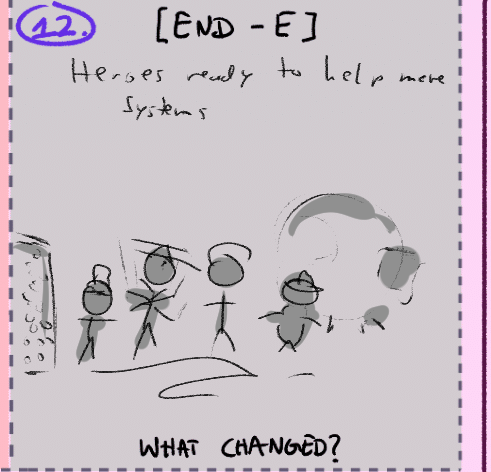 12.
[END - E]
Heroes ready to help more
Systems
WHAT CHANGED?